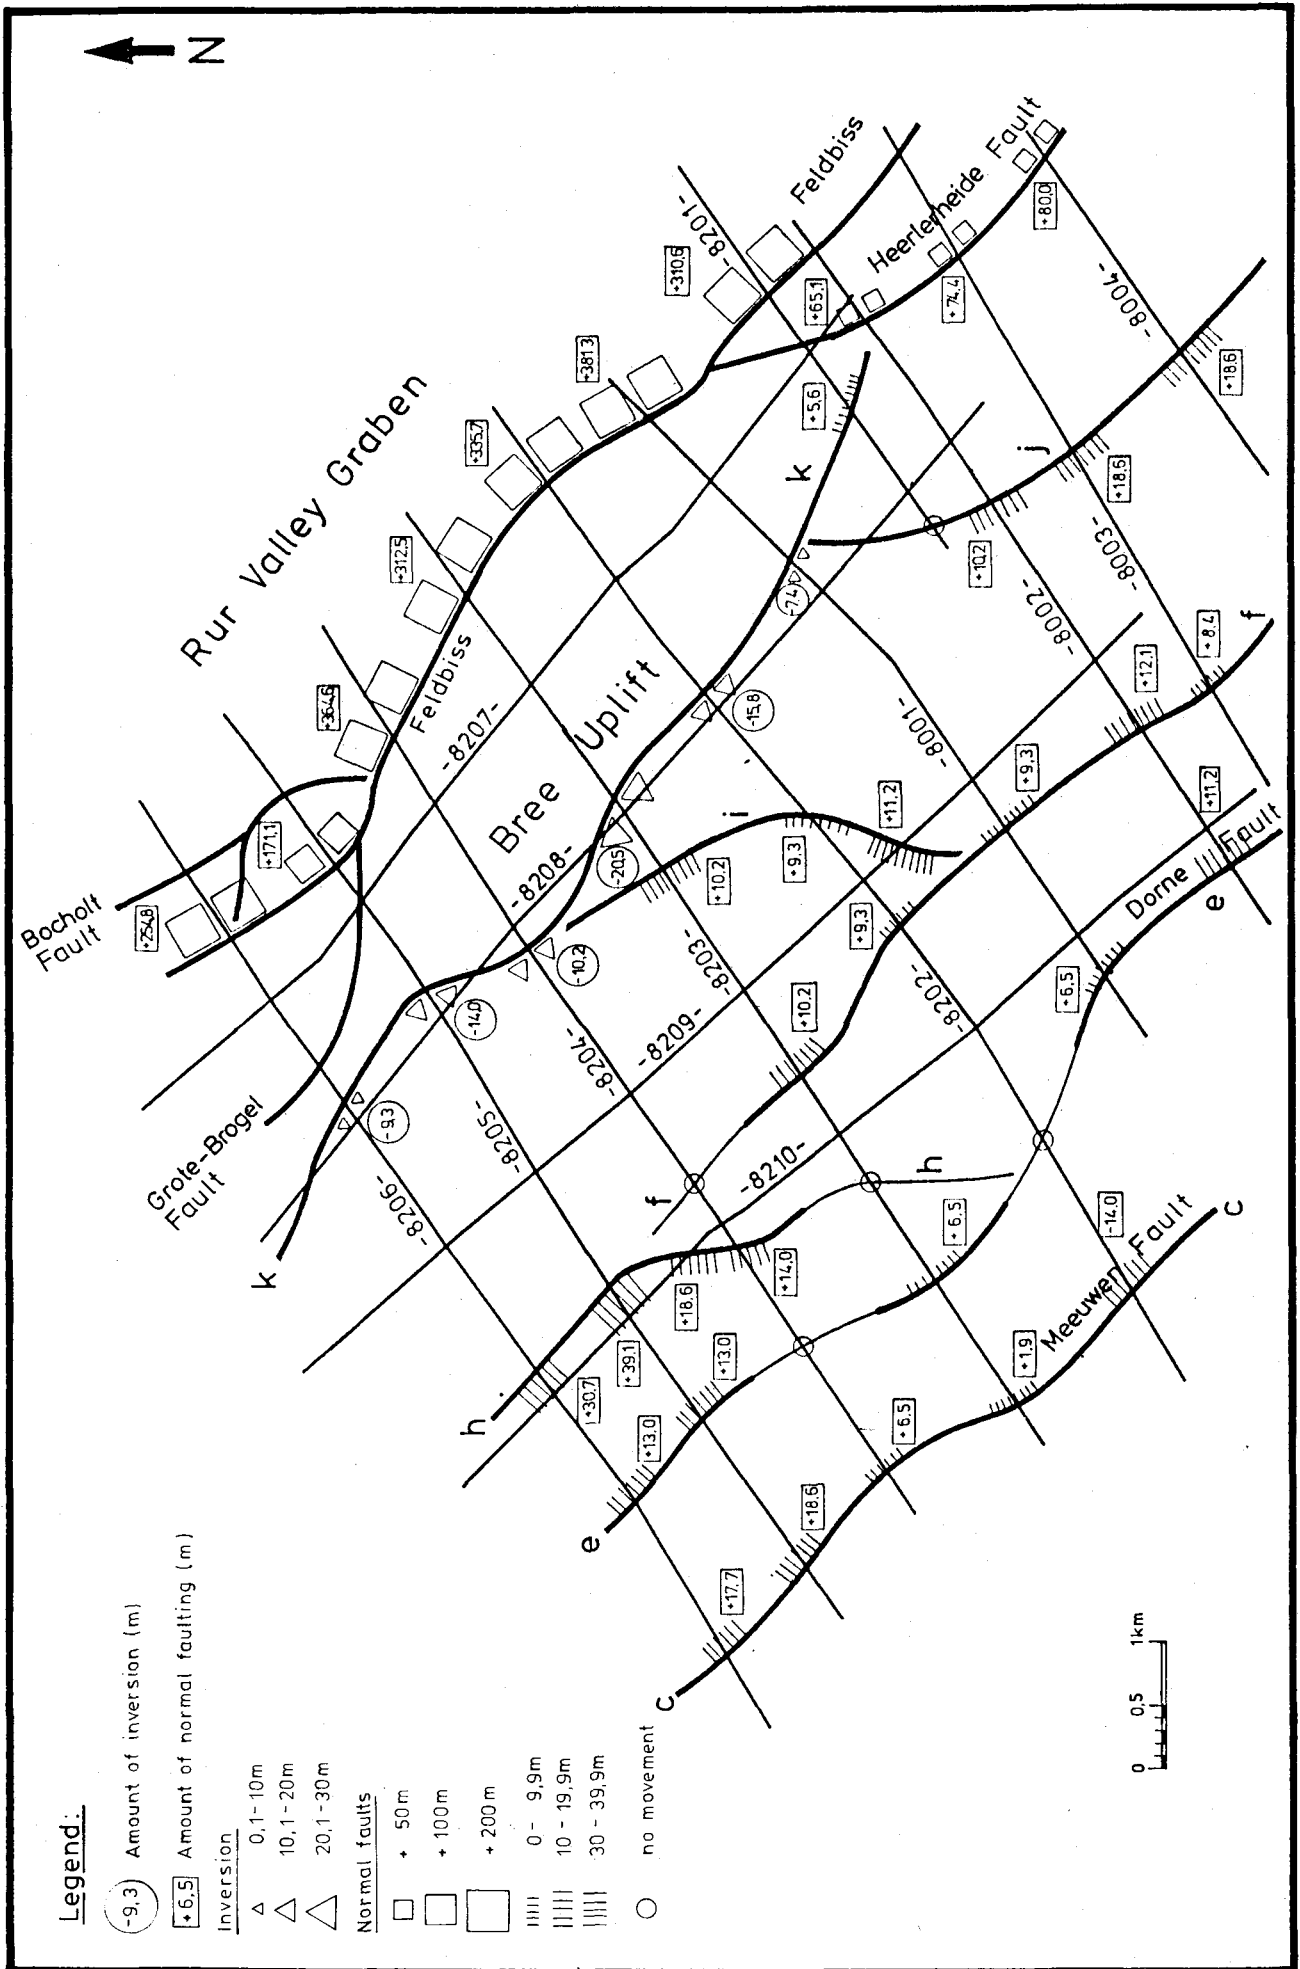 N
Legend:
-9,3 Amount of inversion (m)
+6,5 Amount of normal faulting (m)
Inversion
0,1-10m
10,1-20m
20,1-30m
Normal faults
+ 50m
+ 100m
+ 200m
0 - 9,9m
10 - 19,9m
30 - 39,9m
no movement
0 0,5 1km
Rur Valley Graben
Bree Uplift
Bocholt
Fault
Grote-Brogel
Fault
Feldbiss
Feldbiss
Heerlerheide Fault
Dorne Fault
Meeuwen Fault
-8201-
-8202-
-8203-
-8204-
-8205-
-8206-
-8207-
-8208-
-8209-
-8210-
-8001-
-8002-
-8003-
-8004-
+254,8
+171,1
+364,6
+312,5
+335,7
+381,3
+310,6
+65,1
+74,4
+80,0
k
-9,3
-14,0
-10,2
-20,5
-15,8
-7,4
+5,6
k
j
+10,2
+18,6
+18,6
i
+10,2
+9,3
+11,2
f
+10,2
+9,3
+9,3
+12,1
+8,4
f
h
+30,7
+39,1
+18,6
+14,0
h
e
+13,0
+13,0
+6,5
+6,5
+11,2
e
c
+17,7
+18,6
+6,5
+1,9
-14,0
c